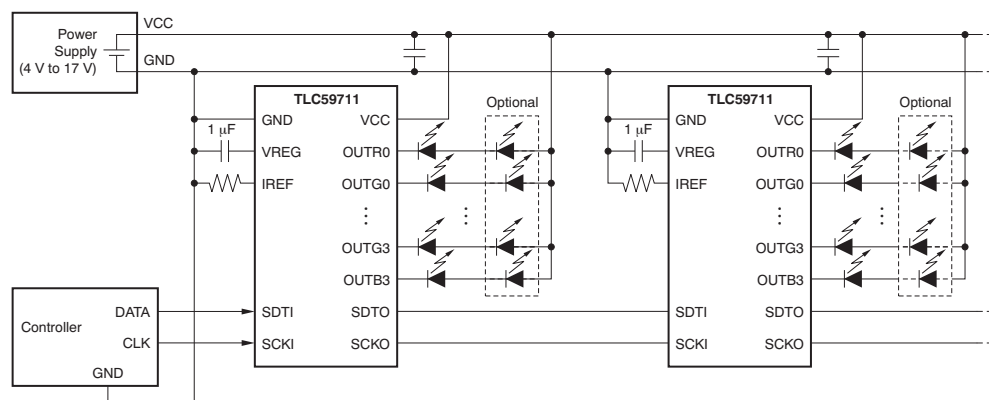 Power
Supply
(4 V to 17 V)
VCC
GND
TLC59711
GND
VREG
IREF
SDTI
SCKI
VCC
OUTR0
OUTG0
OUTG3
OUTB3
SDTO
SCKO
1 μF
Optional
TLC59711
GND
VREG
IREF
SDTI
SCKI
VCC
OUTR0
OUTG0
OUTG3
OUTB3
SDTO
SCKO
1 μF
Optional
Controller
DATA
CLK
GND